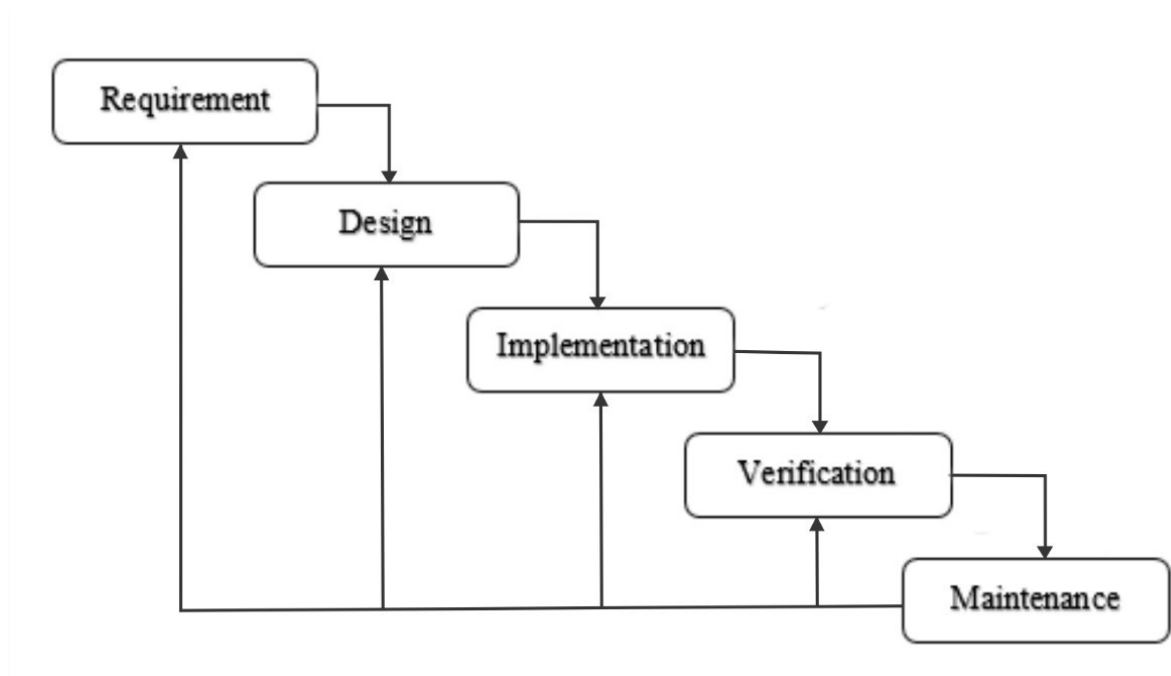 Requirement
Design
Implementation
Verification
Maintenance